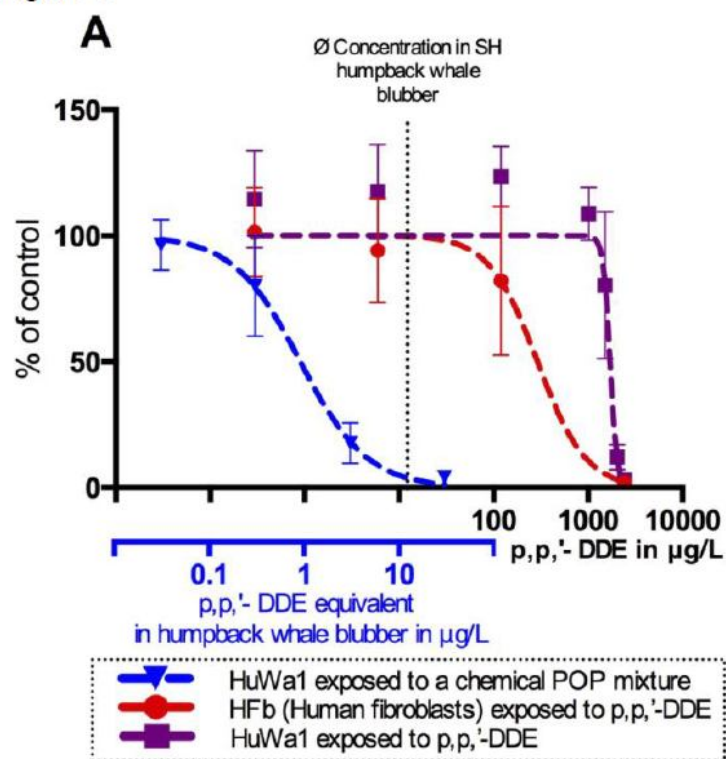 A
Ø Concentration in SH
humpback whale
blubber
150
100
50
0
% of control
100 1000 10000
p,p,'- DDE in µg/L
0.1 1 10
p,p,'- DDE equivalent
in humpback whale blubber in µg/L
HuWa1 exposed to a chemical POP mixture
HFb (Human fibroblasts) exposed to p,p,'-DDE
HuWa1 exposed to p,p,'-DDE